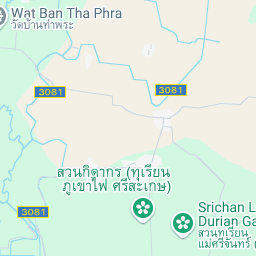 Wat Ban Tha Phra
วัดบ้านท่าพระ
3081
3081
สวนกิดากร (ทุเรียน
ภูเขาไฟ ศรีสะเกษ)
3081
Srichan L
Durian Ga
สวนทุเรียน
แม่ศรีจันทร์ (